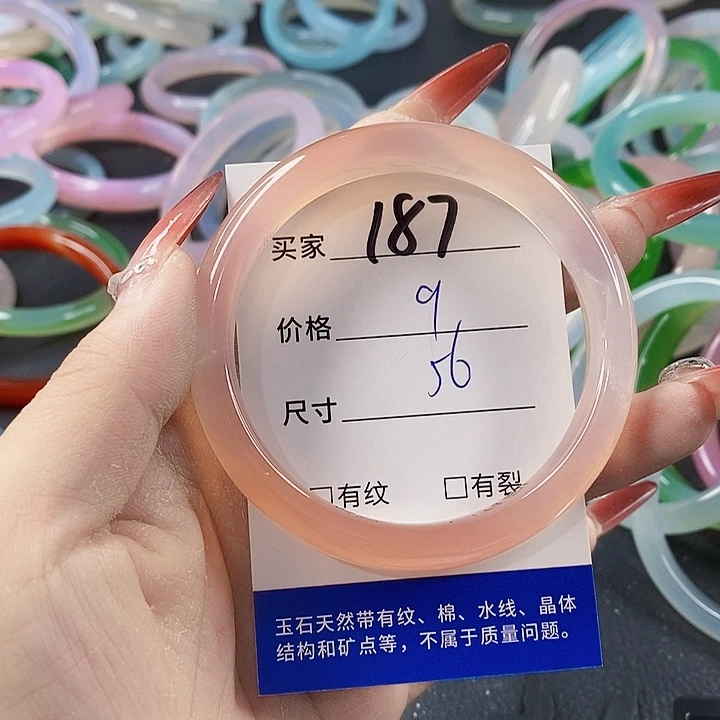 买家 187
价格 9
尺寸 56
□有纹 □有裂
玉石天然带有纹、棉、水线、晶体
结构和矿点等，不属于质量问题。